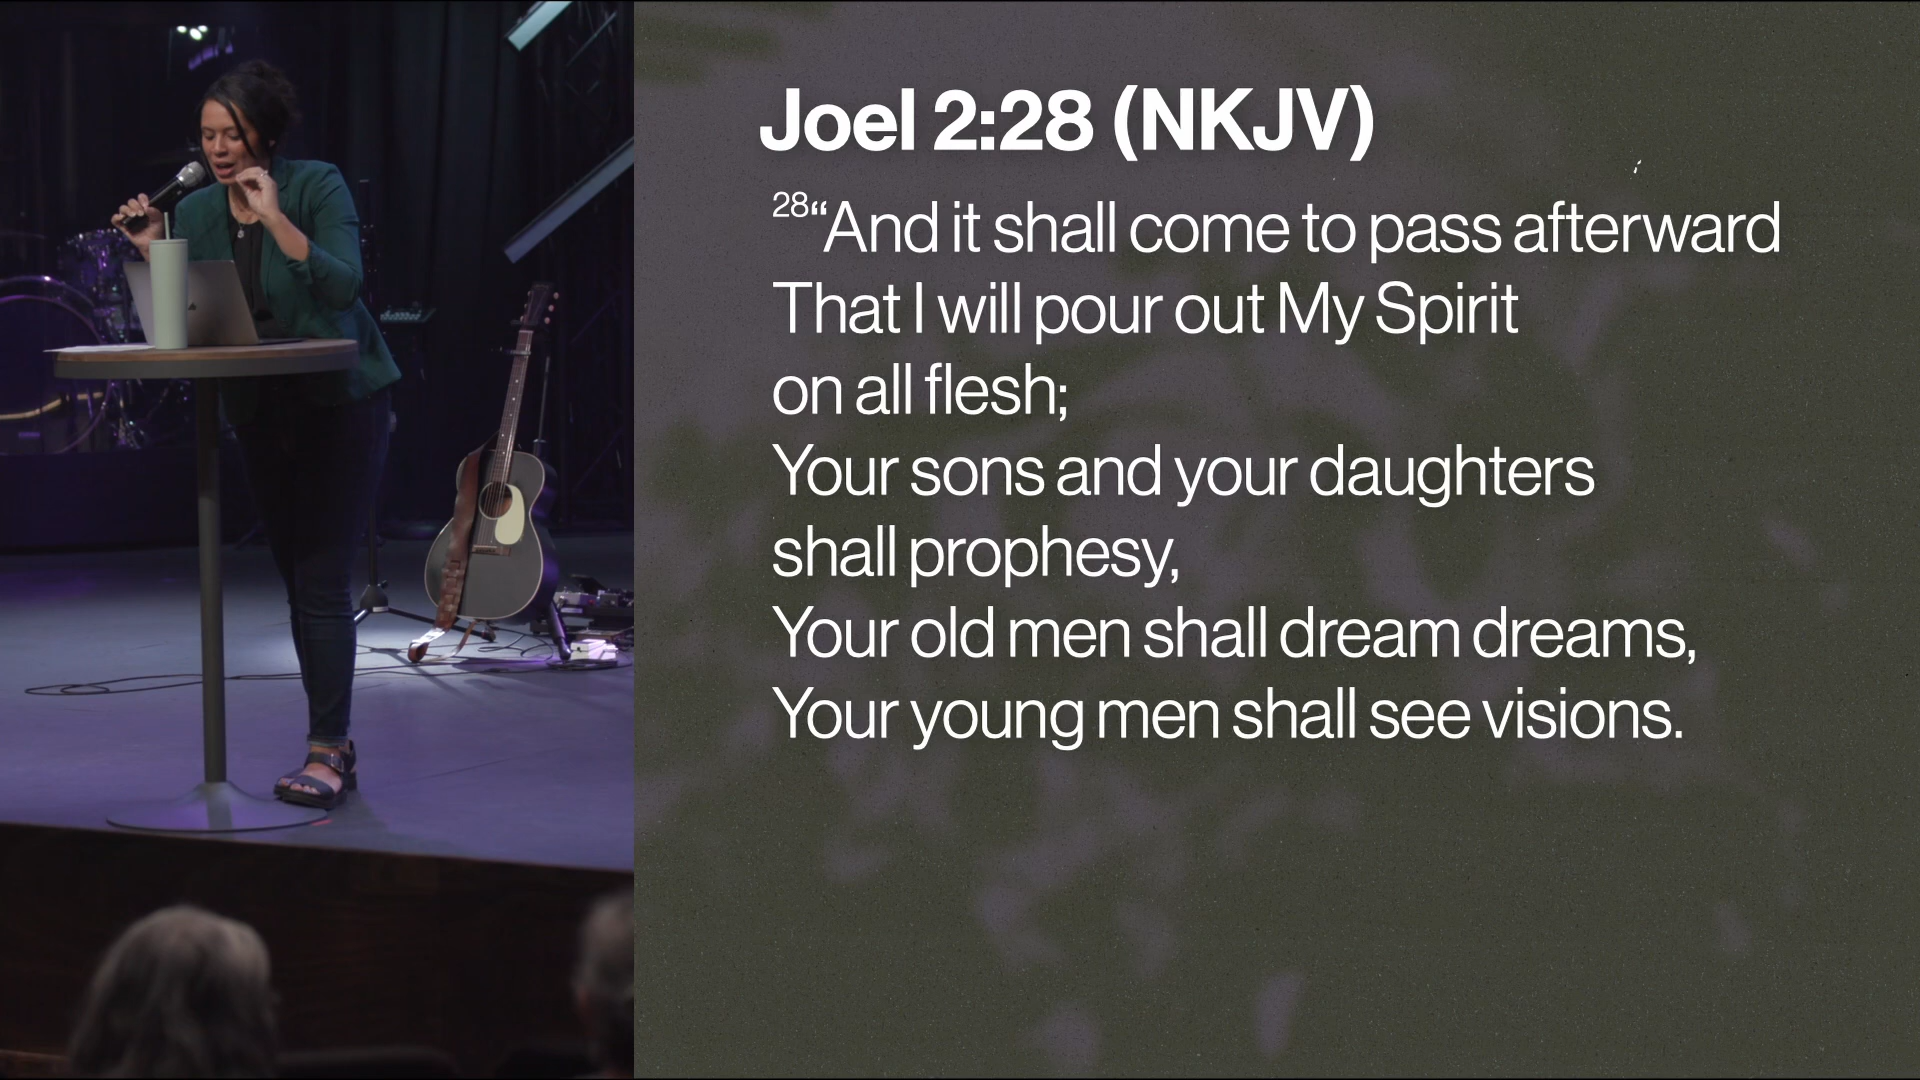 Joel 2:28 (NKJV)
28“And it shall come to pass afterward
That I will pour out My Spirit
on all flesh;
Your sons and your daughters
shall prophesy,
Your old men shall dream dreams,
Your young men shall see visions.